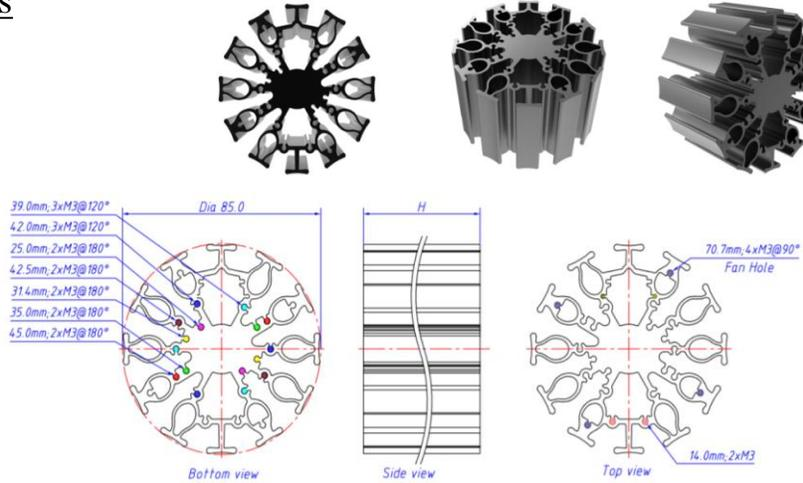 39.0mm;3xM3@120°
42.0mm;3xM3@120°
25.0mm;2xM3@180°
42.5mm;2xM3@180°
31.4mm;2xM3@180°
35.0mm;2xM3@180°
45.0mm;2xM3@180°
Dia 85.0
H
70.7mm;4xM3@90°
Fan Hole
14.0mm;2xM3
Bottom view
Side view
Top view